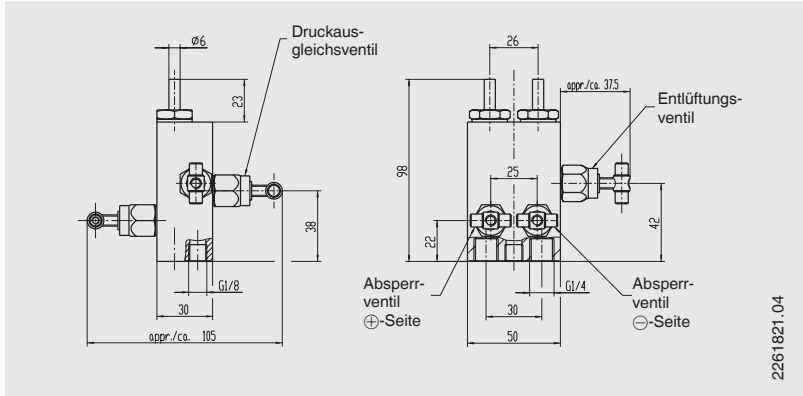 Ø6
Druckaus-
gleichsventil
23
38
G1/8
30
appr./ca. 105
26
appr./ca. 37.5
Entlüftungs-
ventil
98
25
42
22
Absperr-
ventil
⊕-Seite
G1/4
Absperr-
ventil
⊖-Seite
30
50
2261821.04